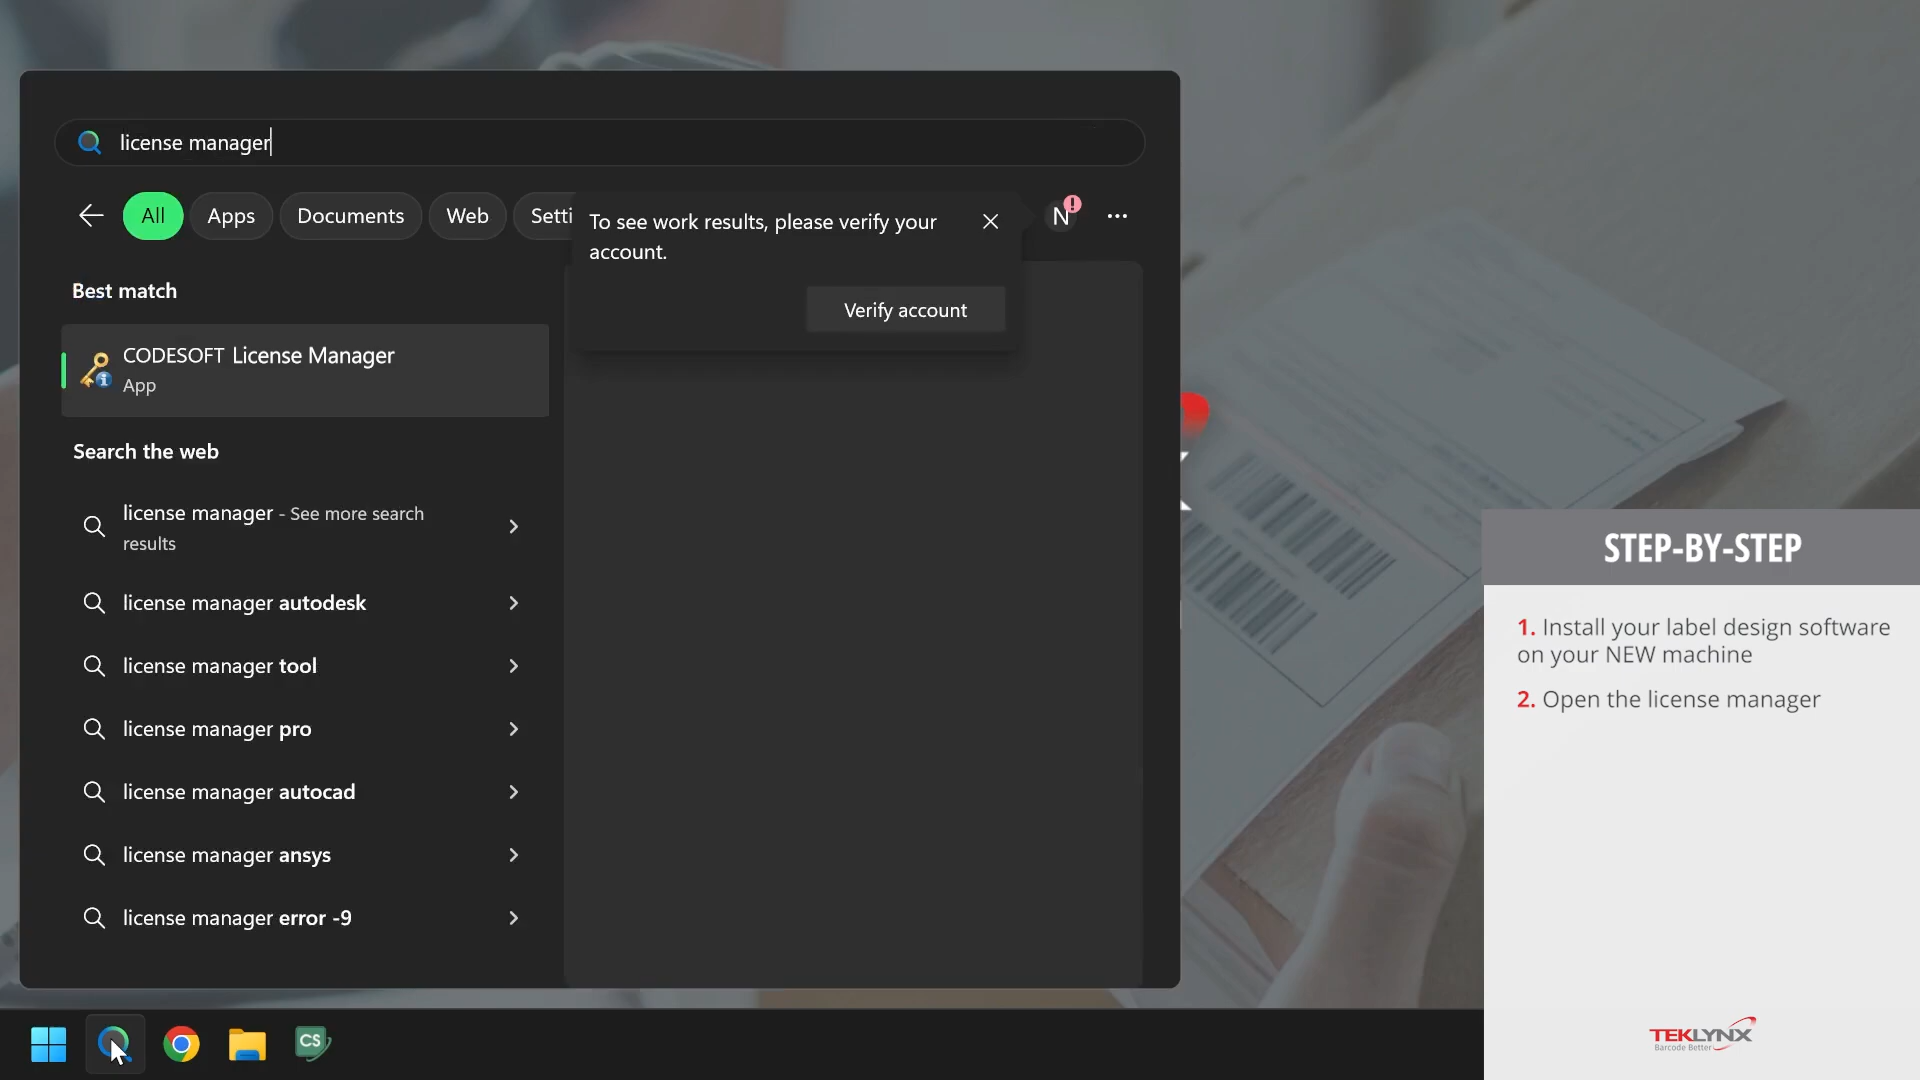 license manager
All
Apps
Documents
Web
Setti
To see work results, please verify your
account.
N
Verify account
Best match
CODESOFT License Manager
App
Search the web
license manager - See more search
results
license manager autodesk
license manager tool
license manager pro
license manager autocad
license manager ansys
license manager error -9
STEP-BY-STEP
1. Install your label design software
on your NEW machine
2. Open the license manager
CS
TEKLYNX
Barcode Better